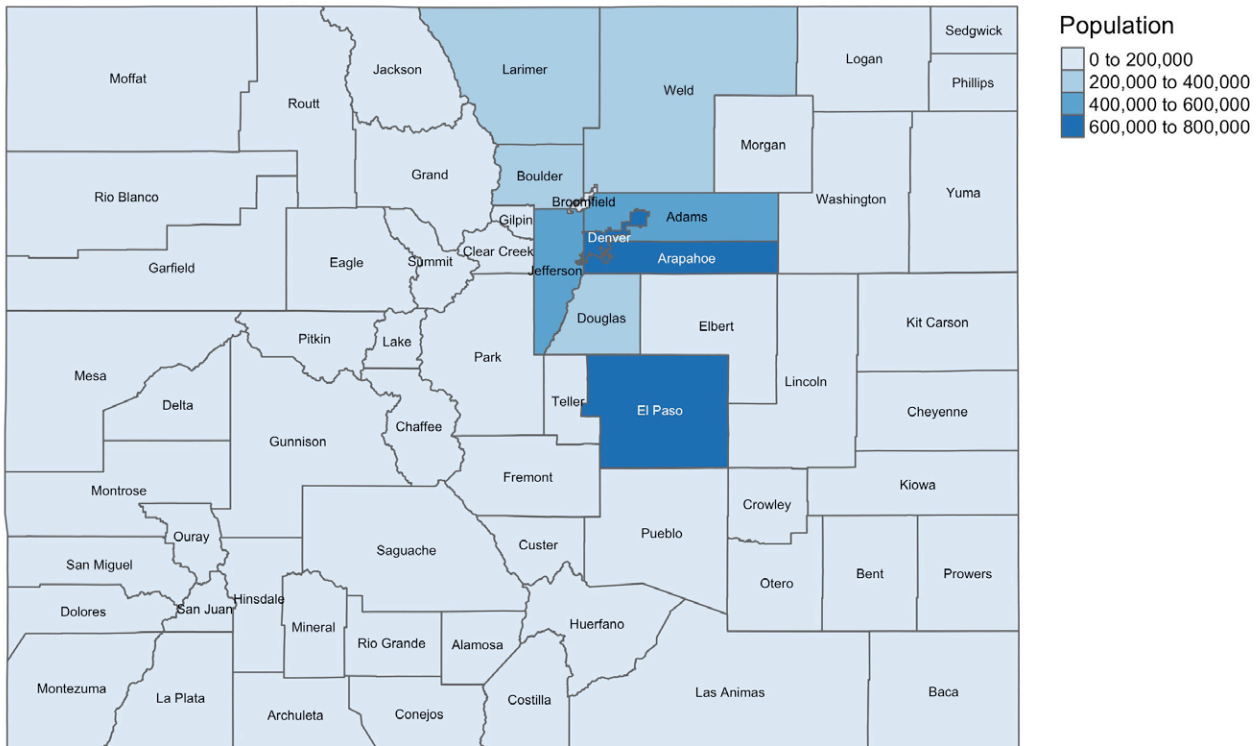 Population
0 to 200,000
200,000 to 400,000
400,000 to 600,000
600,000 to 800,000
Sedgwick
Logan
Jackson
Larimer
Moffat
Phillips
Weld
Routt
Morgan
Grand
Boulder
Yuma
Rio Blanco
Washington
Broomfield
Gilpin
Adams
Denver
Clear Creek
Arapahoe
Eagle
Summit
Garfield
Jefferson
Douglas
Kit Carson
Elbert
Pitkin
Lake
Park
Mesa
Lincoln
Teller
Delta
El Paso
Cheyenne
Chaffee
Gunnison
Fremont
Kiowa
Montrose
Crowley
Pueblo
Ouray
Custer
Saguache
San Miguel
Bent
Prowers
Otero
Hinsdale
San Juan
Dolores
Huerfano
Mineral
Rio Grande
Alamosa
Montezuma
Las Animas
Baca
La Plata
Costilla
Archuleta
Conejos